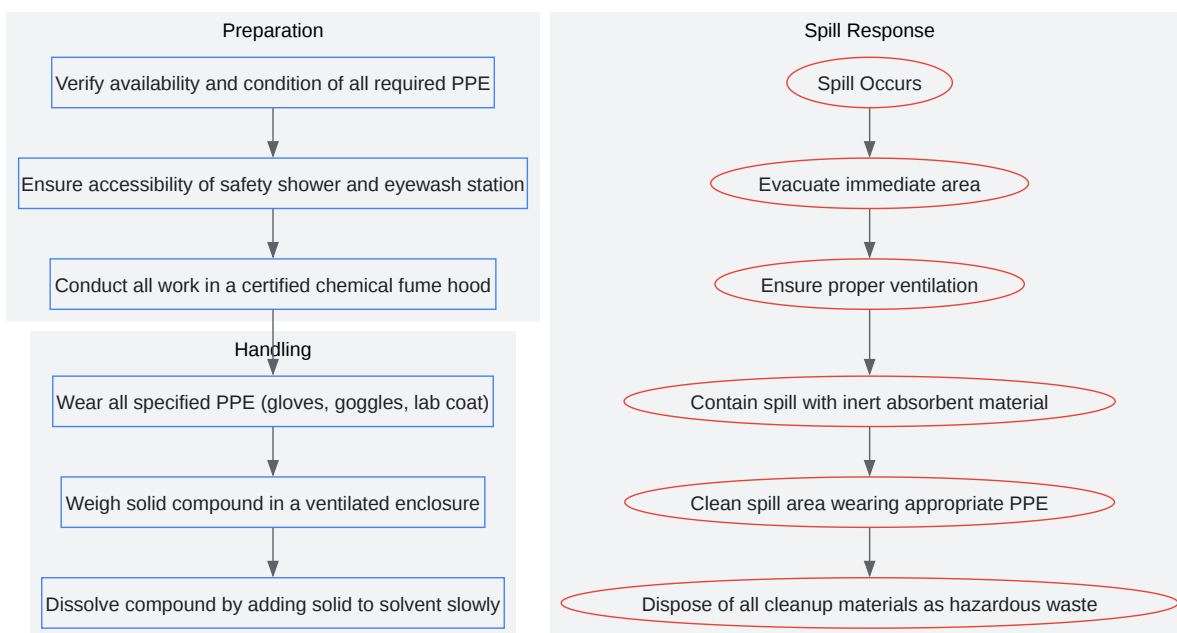 Preparation
Verify availability and condition of all required PPE
Ensure accessibility of safety shower and eyewash station
Conduct all work in a certified chemical fume hood
Handling
Wear all specified PPE (gloves, goggles, lab coat)
Weigh solid compound in a ventilated enclosure
Dissolve compound by adding solid to solvent slowly
Spill Response
Spill Occurs
Evacuate immediate area
Ensure proper ventilation
Contain spill with inert absorbent material
Clean spill area wearing appropriate PPE
Dispose of all cleanup materials as hazardous waste